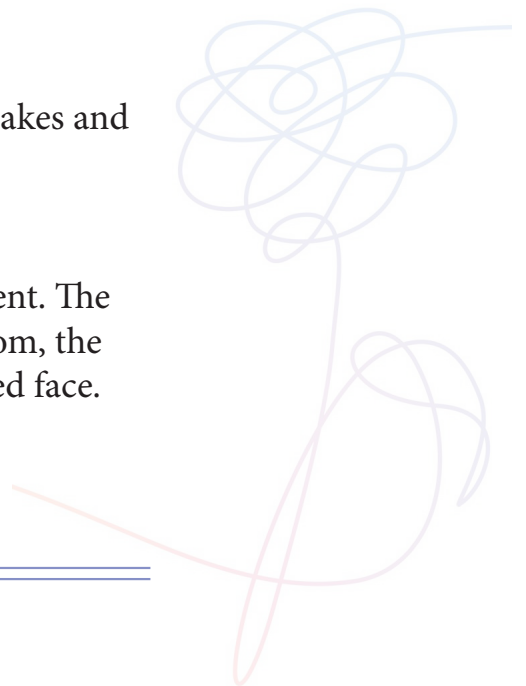 akes and
ent. The
om, the
ed face.